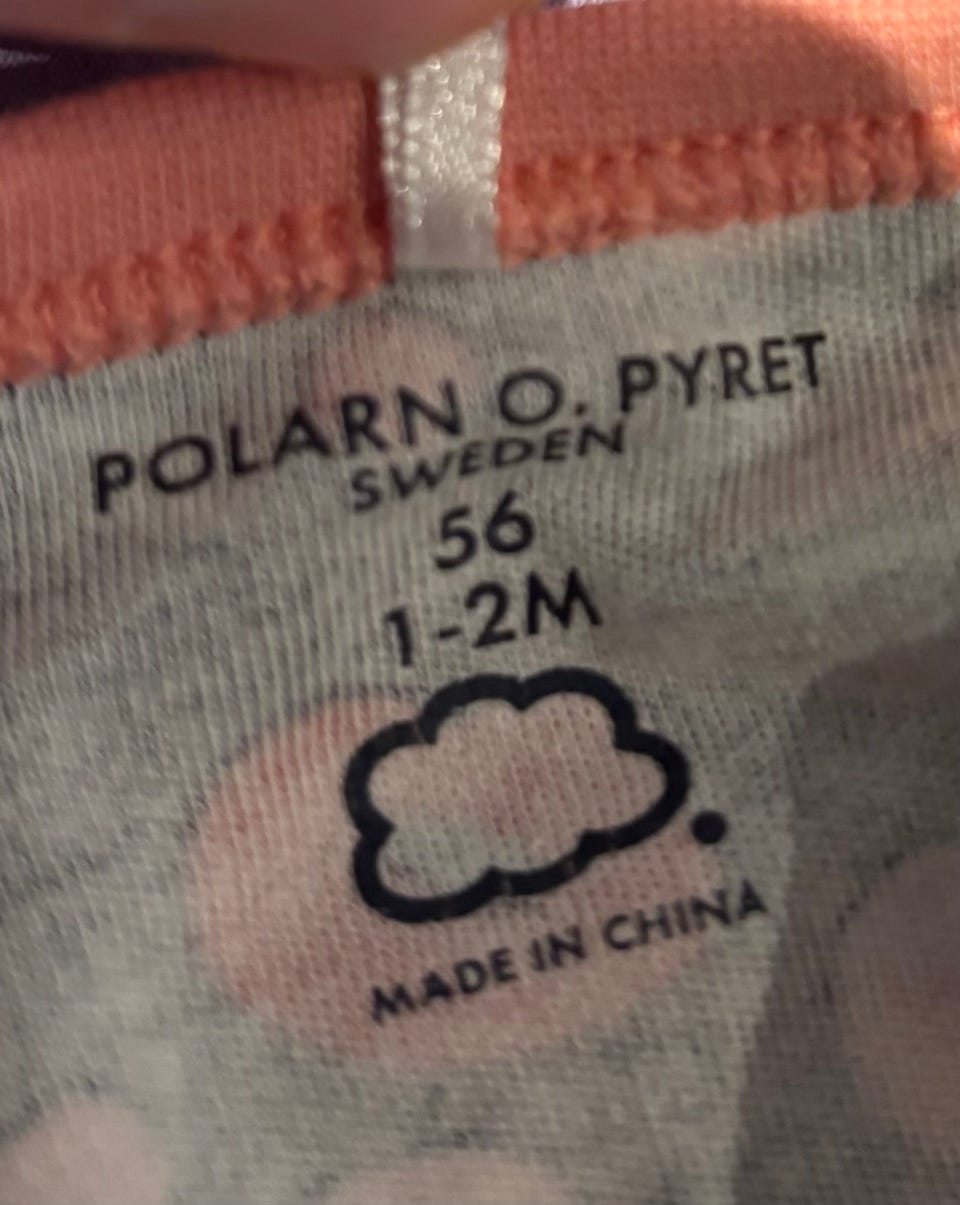 POLARN O. PYRET
SWEDEN
56
1-2M
MADE IN CHINA